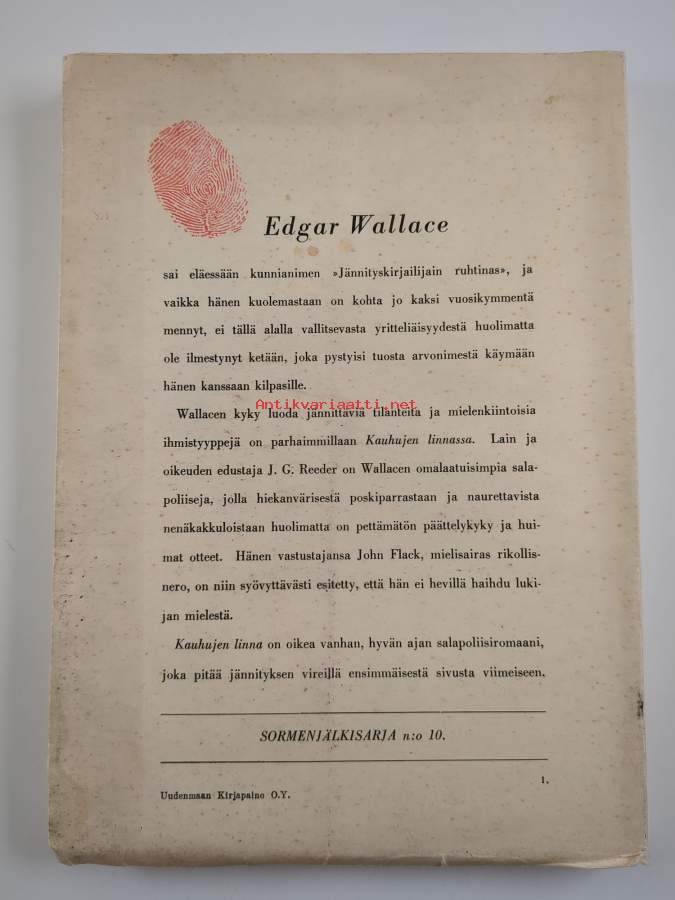 Edgar Wallace
sai eläessään kunnianimen »Jännityskirjailijain ruhtinas», ja
vaikka hänen kuolemastaan on kohta jo kaksi vuosikymmentä
mennyt, ei tällä alalla vallitsevasta yritteliäisyydestä huolimatta
ole ilmestynyt ketään, joka pystyisi tuosta arvonimestä käymään
hänen kanssaan kilpasille.
Antikvariaatti.net
Wallacen kyky luoda jännittäviä tilanteita ja mielenkiintoisia
ihmistyyppejä on parhaimmillaan Kauhujen linnassa. Lain ja
oikeuden edustaja J. G. Reeder on Wallacen omalaatuisimpia sala-
poliiseja, jolla hiekanvärisestä poskiparrastaan ja naurettavista
nenäkakkuloistaan huolimatta on pettämätön päättelykyky ja hui-
mat otteet. Hänen vastustajansa John Flack, mielisairas rikollis-
nero, on niin syövyttävästi esitetty, että hän ei hevillä haihdu luki-
jan mielestä.
Kauhujen linna on oikea vanhan, hyvän ajan salapoliisiromaani,
joka pitää jännityksen vireillä ensimmäisestä sivusta viimeiseen.
SORMENJÄLKISARJA n:o 10.
1.
Uudenmaan Kirjapaino O.Y.